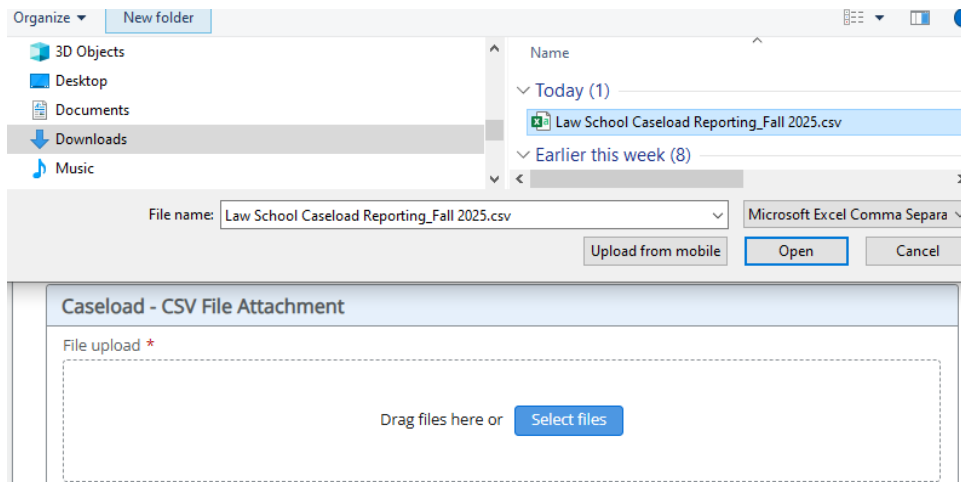 Organize New folder
3D Objects
Desktop
Documents
Downloads
Music
Name
Today (1)
Law School Caseload Reporting_Fall 2025.csv
Earlier this week (8)
File name: Law School Caseload Reporting_Fall 2025.csv Microsoft Excel Comma Separa
Upload from mobile Open Cancel
Caseload - CSV File Attachment
File upload *
Drag files here or Select files